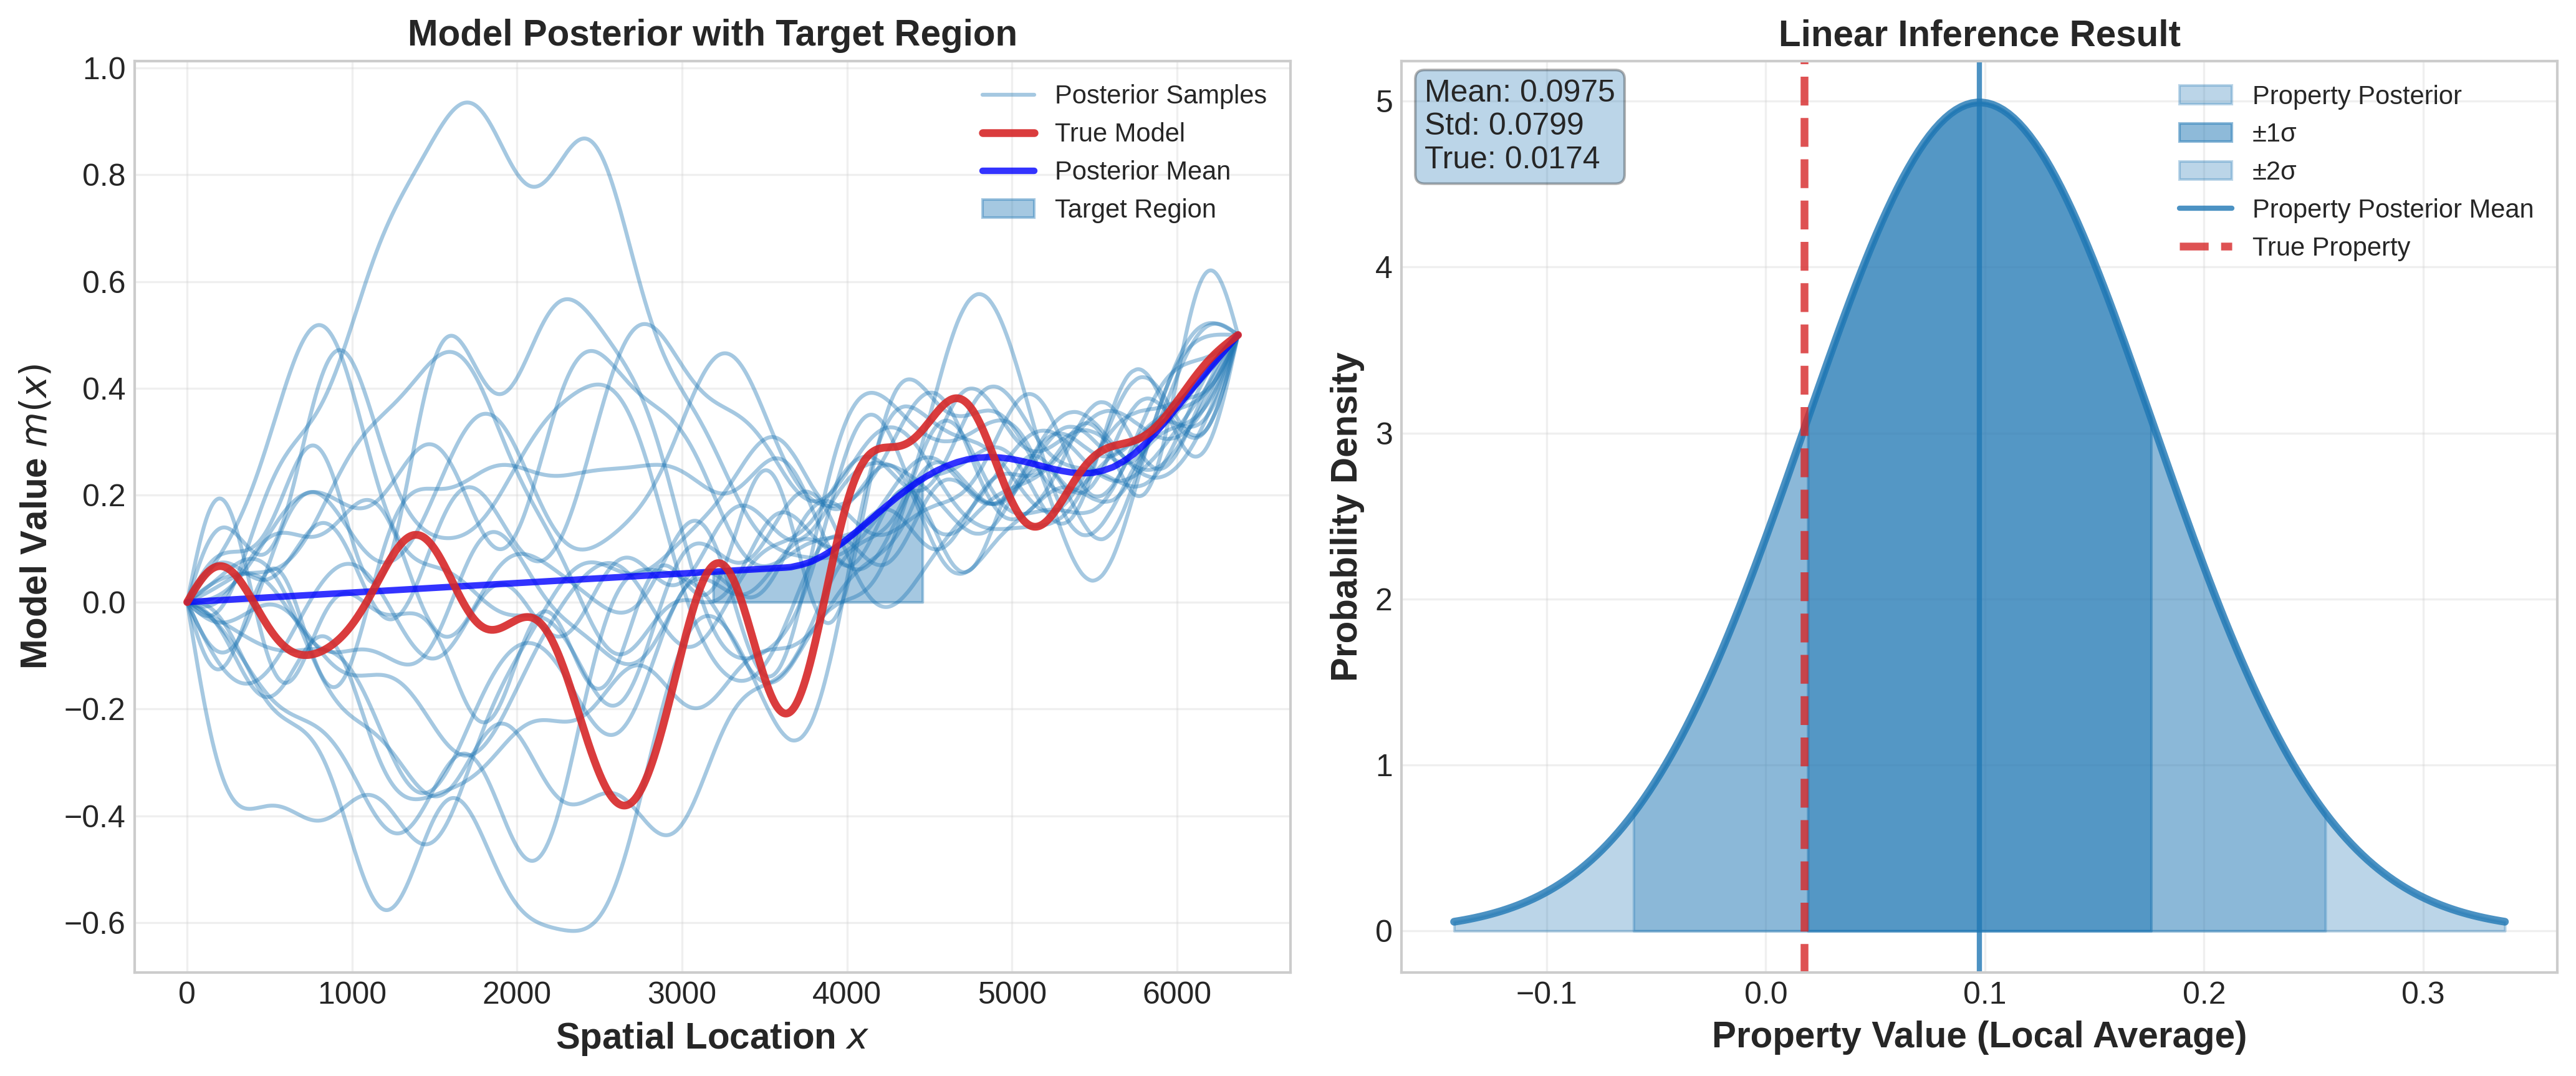 Model Posterior with Target Region
1.0
0.8
0.6
0.4
0.2
0.0
−0.2
−0.4
−0.6
Model Value m(x)
Posterior Samples
True Model
Posterior Mean
Target Region
0 1000 2000 3000 4000 5000 6000
Spatial Location x
Linear Inference Result
5
4
3
2
1
0
Probability Density
Mean: 0.0975
Std: 0.0799
True: 0.0174
Property Posterior
±1σ
±2σ
Property Posterior Mean
True Property
−0.1 0.0 0.1 0.2 0.3
Property Value (Local Average)